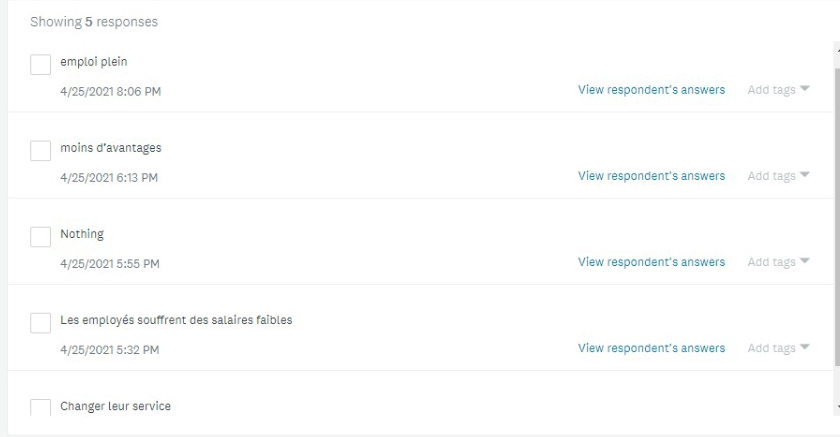 Showing 5 responses
emploi plein
4/25/2021 8:06 PM View respondent's answers Add tags
moins d'avantages
4/25/2021 6:13 PM View respondent's answers Add tags
Nothing
4/25/2021 5:55 PM View respondent's answers Add tags
Les employés souffrent des salaires faibles
4/25/2021 5:32 PM View respondent's answers Add tags
Changer leur service